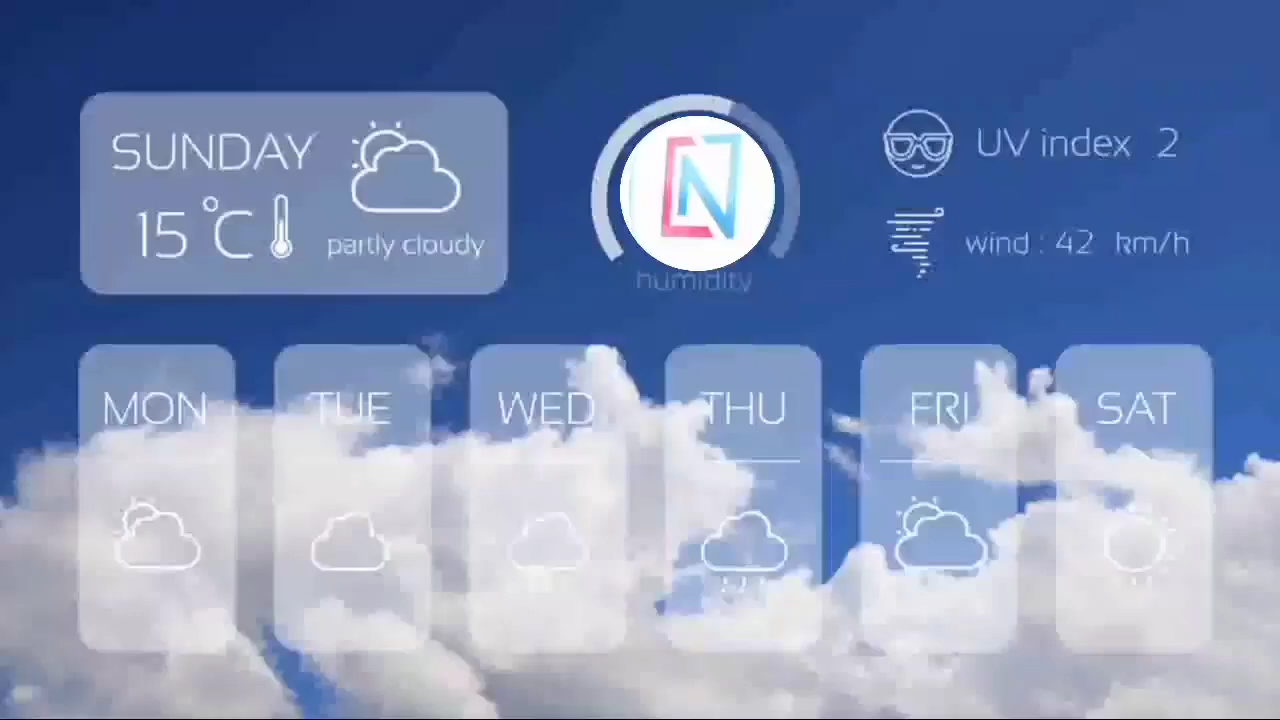 SUNDAY
15 °C
partly cloudy
N
humidity
UV index 2
wind : 42 km/h
MON
TUE
WED
THU
FRI
SAT